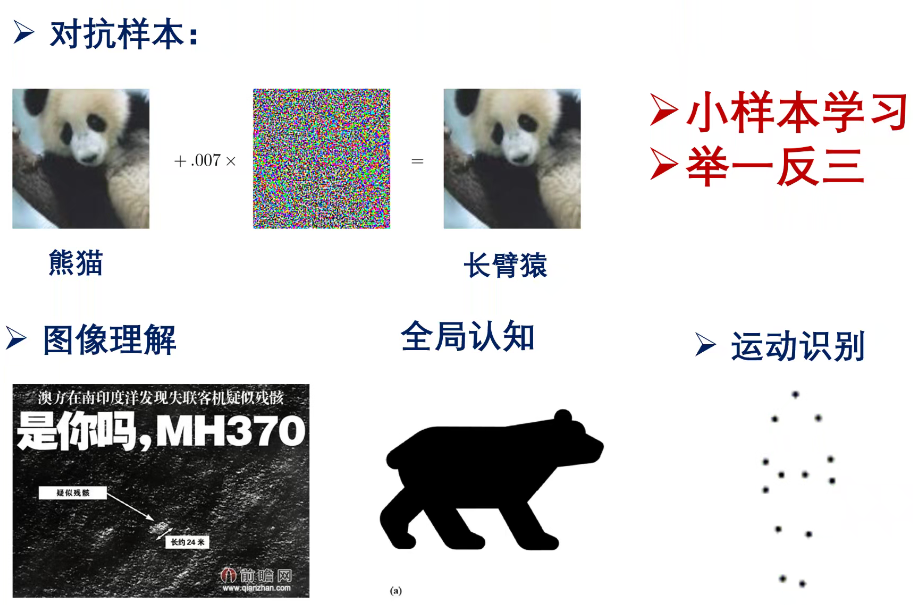 对抗样本:
+.007×
=
小样本学习
举一反三
熊猫
长臂猿
图像理解
全局认知
运动识别
澳方在南印度洋发现失联客机疑似残骸
是你吗,MH370
疑似残骸
长约24米
前瞻网
www.qianzhan.com
(a)